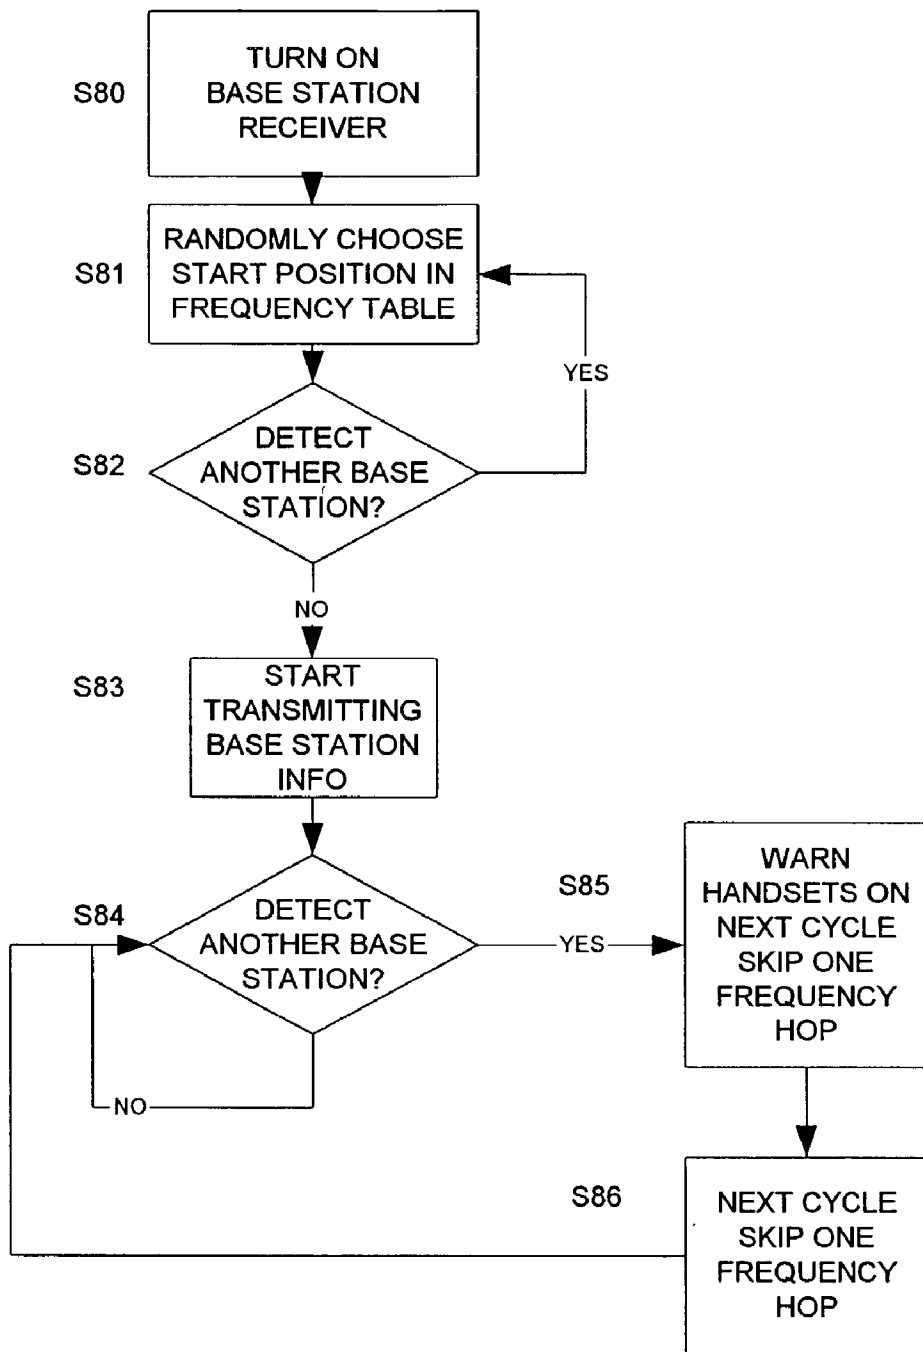 S80
TURN ON
BASE STATION
RECEIVER
S81
RANDOMLY CHOOSE
START POSITION IN
FREQUENCY TABLE
YES
S82
DETECT
ANOTHER BASE
STATION?
NO
S83
START
TRANSMITTING
BASE STATION
INFO
S84
DETECT
ANOTHER BASE
STATION?
YES
NO
S85
WARN
HANDSETS ON
NEXT CYCLE
SKIP ONE
FREQUENCY
HOP
S86
NEXT CYCLE
SKIP ONE
FREQUENCY
HOP